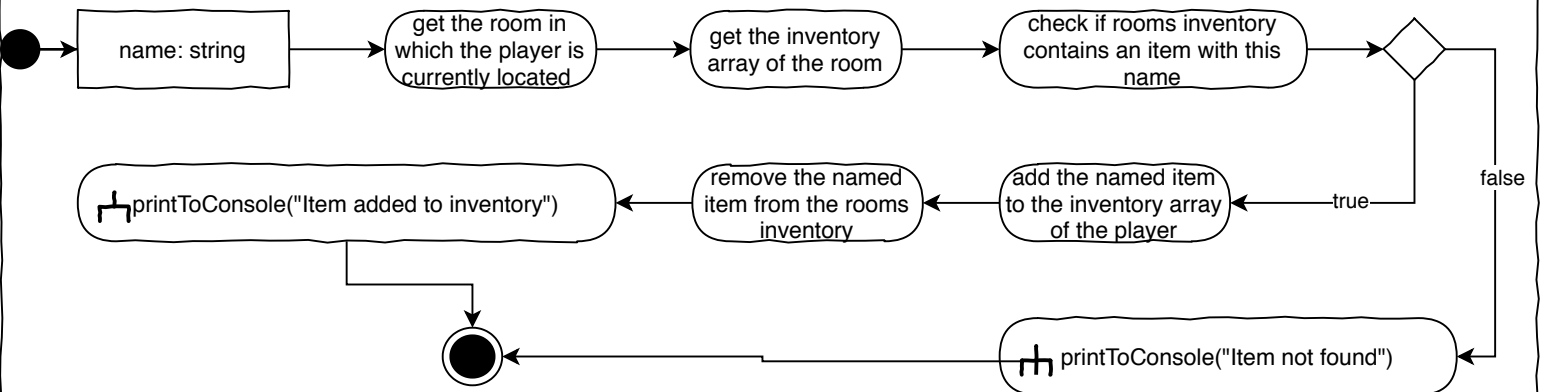 name: string
get the room in
which the player is
currently located
get the inventory
array of the room
check if rooms inventory
contains an item with this
name
false
true
add the named item
to the inventory array
of the player
remove the named
item from the rooms
inventory
printToConsole("Item added to inventory")
printToConsole("Item not found")